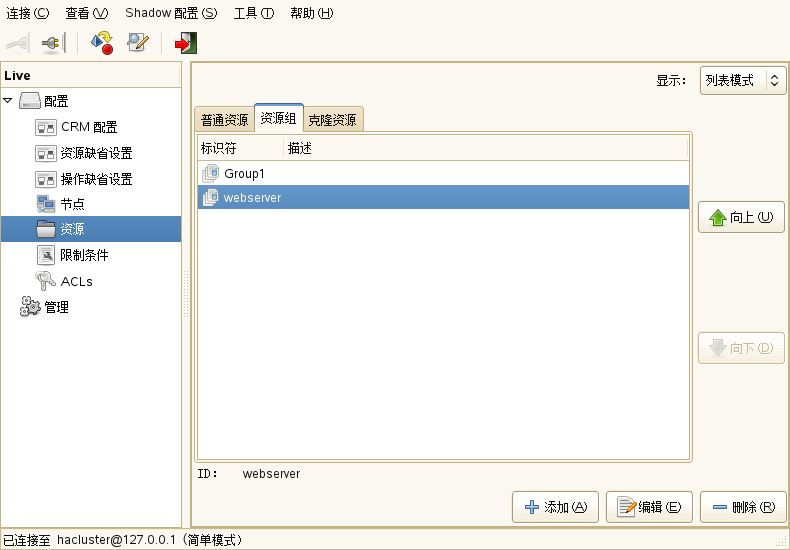 连接(C) 查看(V) Shadow 配置(S) 工具(T) 帮助(H)
Live
配置
CRM 配置
资源缺省设置
操作缺省设置
节点
资源
限制条件
ACLs
管理
显示: 列表模式
普通资源 资源组 克隆资源
标识符 描述
Group1
webserver
向上(U)
向下(D)
ID: webserver
添加(A) 编辑(E) 删除(R)
已连接至 hacluster@127.0.0.1 (简单模式)